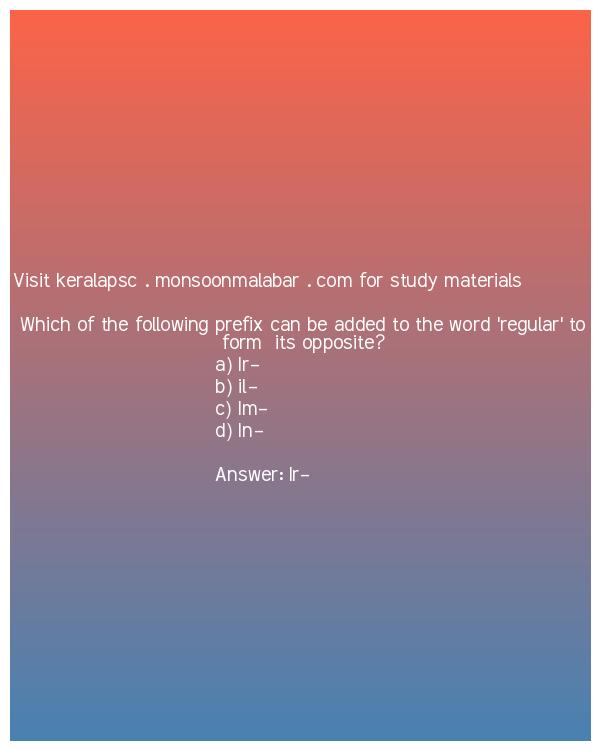 Visit keralapsc . monsoonmalabar . com for study materials
Which of the following prefix can be added to the word 'regular' to
form  its opposite?
a) Ir-
b) il-
c) Im-
d) In-
Answer: Ir-